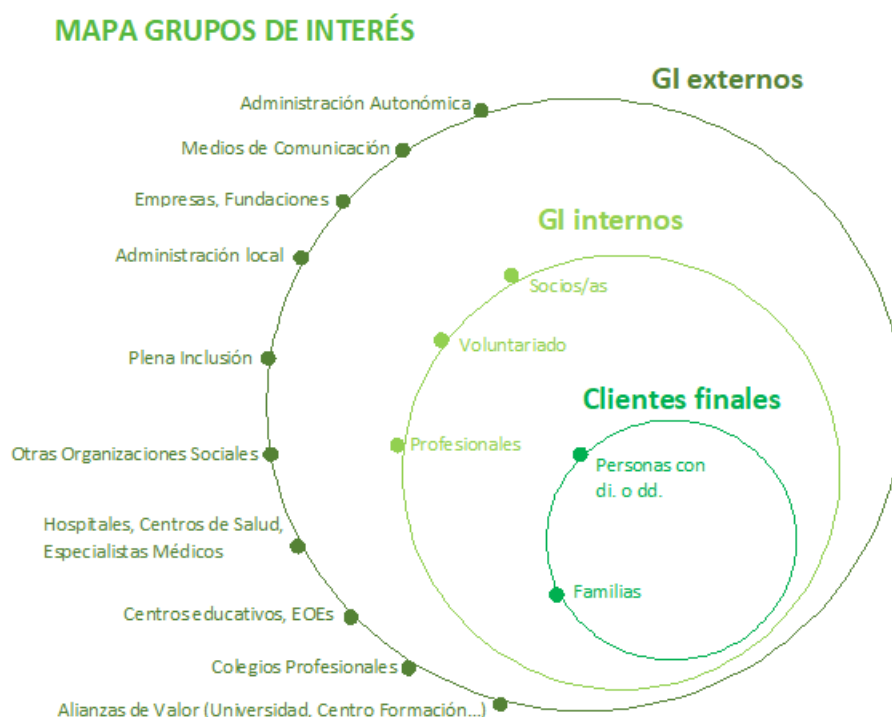 MAPA GRUPOS DE INTERÉS
GI externos
Administración Autonómica
Medios de Comunicación
Empresas, Fundaciones
Administración local
Plena Inclusión
Otras Organizaciones Sociales
Hospitales, Centros de Salud,
Especialistas Médicos
Centros educativos, EOEs
Colegios Profesionales
Alianzas de Valor (Universidad, Centro Formación...)
GI internos
Socios/as
Voluntariado
Profesionales
Clientes finales
Personas con
di. o dd.
Familias